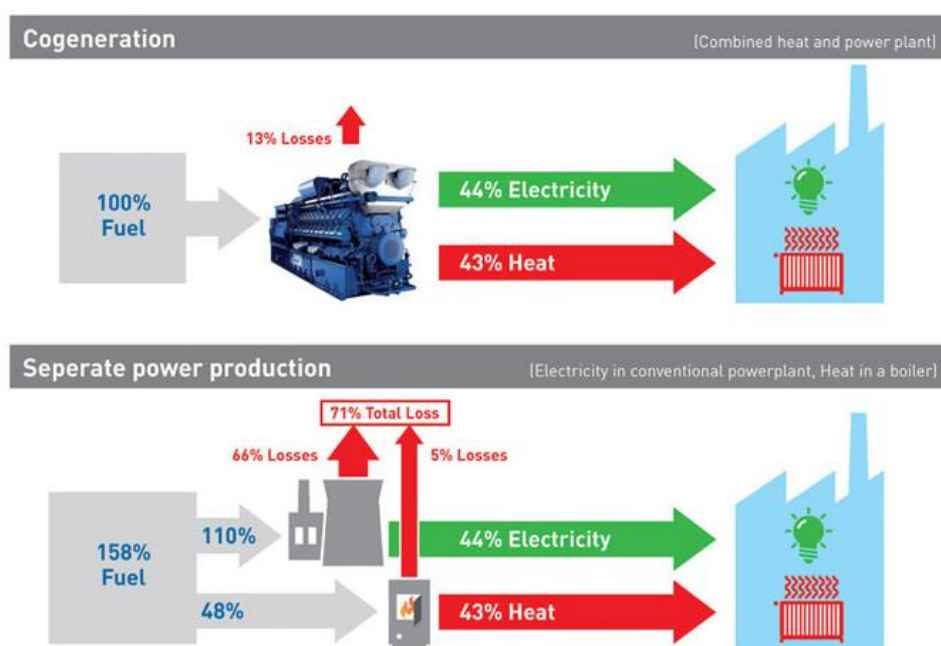 Cogeneration
(Combined heat and power plant)
13% Losses
100%
Fuel
44% Electricity
43% Heat
Seperate power production
(Electricity in conventional powerplant, Heat in a boiler)
71% Total Loss
66% Losses
5% Losses
158%
Fuel
110%
44% Electricity
48%
43% Heat